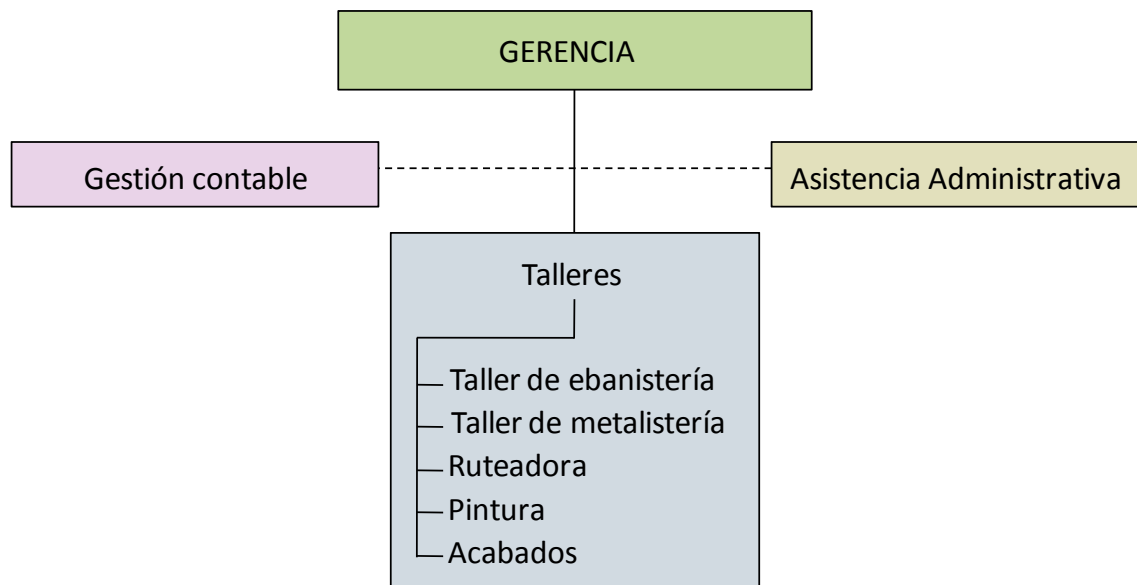 GERENCIA
Gestión contable
Asistencia Administrativa
Talleres
Taller de ebanistería
Taller de metalistería
Ruteadora
Pintura
Acabados